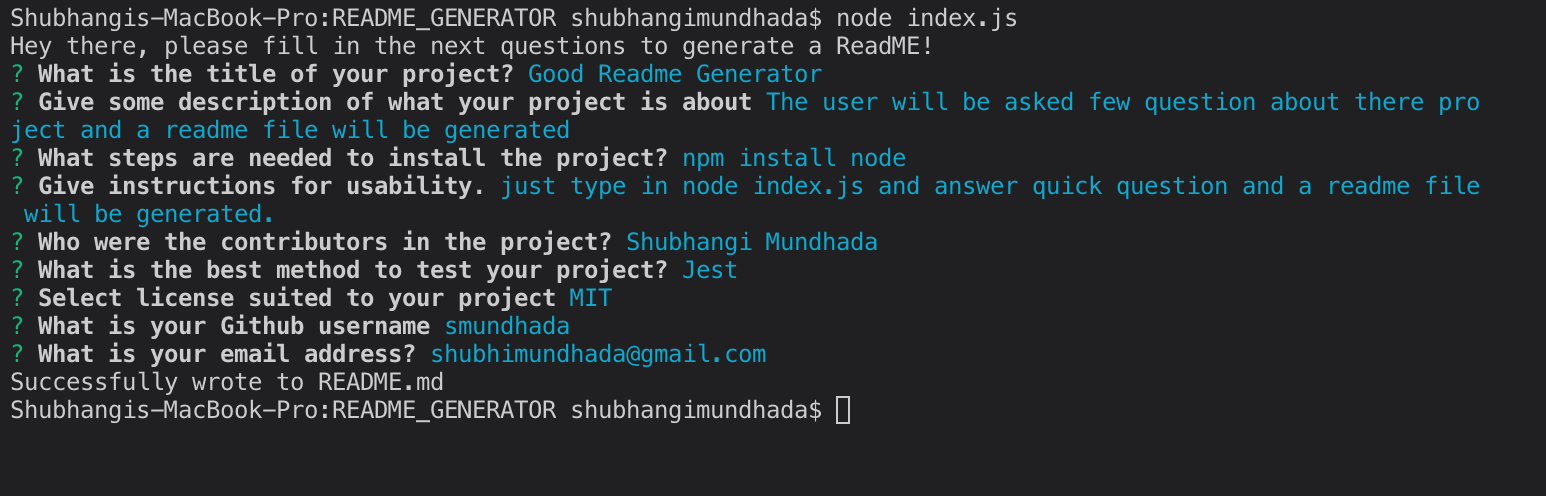 Shubhangis-MacBook-Pro:README_GENERATOR shubhangimundhada$ node index.js
Hey there, please fill in the next questions to generate a ReadME!
? What is the title of your project? Good Readme Generator
? Give some description of what your project is about The user will be asked few question about there pro
ject and a readme file will be generated
? What steps are needed to install the project? npm install node
? Give instructions for usability. just type in node index.js and answer quick question and a readme file
 will be generated.
? Who were the contributors in the project? Shubhangi Mundhada
? What is the best method to test your project? Jest
? Select license suited to your project MIT
? What is your Github username smundhada
? What is your email address? shubhimundhada@gmail.com
Successfully wrote to README.md
Shubhangis-MacBook-Pro:README_GENERATOR shubhangimundhada$